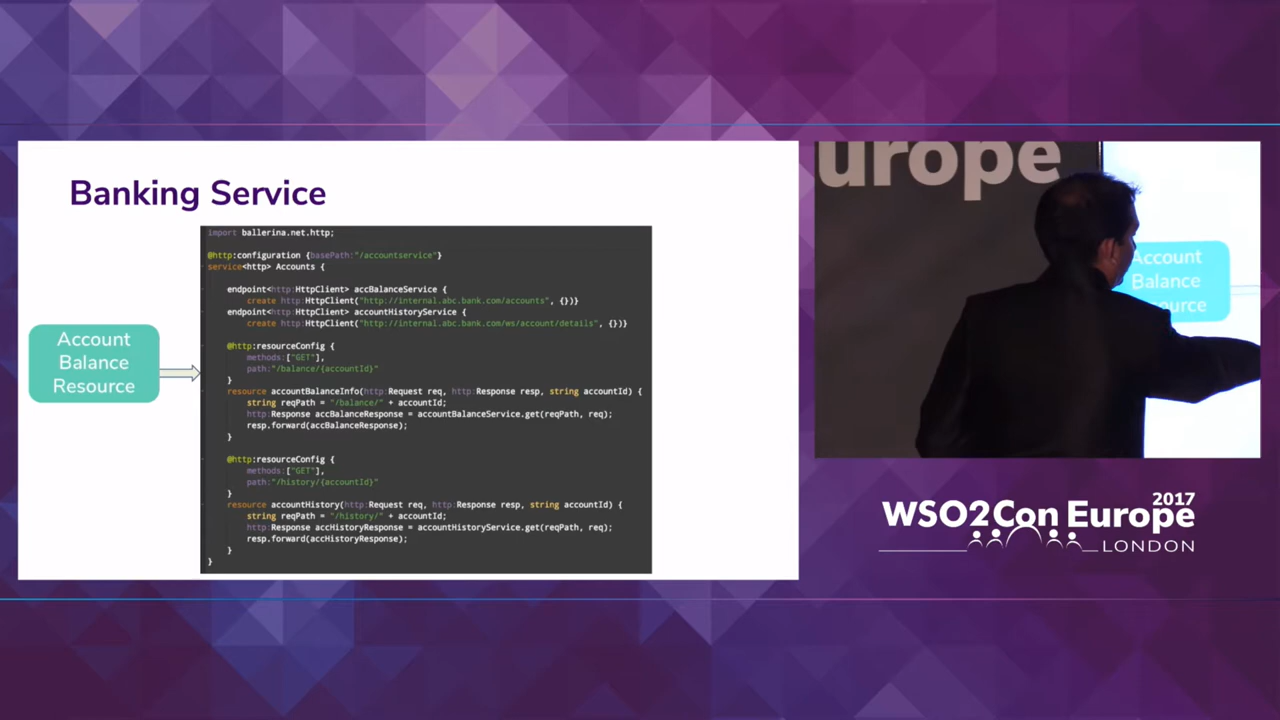 Banking Service
import ballerina.net.http;
@http:configuration {basePath:"/accountservice"}
service<http> Accounts {
endpoint<http:HttpClient> accBalanceService {
create http:HttpClient("http://internal.abc.bank.com/accounts", {})}
endpoint<http:HttpClient> accountHistoryService {
create http:HttpClient("http://internal.abc.bank.com/ws/account/details", {})}
@http:resourceConfig {
methods:["GET"],
path:"/balance/{accountId}"
}
resource accountBalanceInfo(http:Request req, http:Response resp, string accountId) {
string reqPath = "/balance/" + accountId;
http:Response accBalanceResponse = accountBalanceService.get(reqPath, req);
resp.forward(accBalanceResponse);
}
@http:resourceConfig {
methods:["GET"],
path:"/history/{accountId}"
}
resource accountHistory(http:Request req, http:Response resp, string accountId) {
string reqPath = "/history/" + accountId;
http:Response accHistoryResponse = accountHistoryService.get(reqPath, req);
resp.forward(accHistoryResponse);
}
}
Account
Balance
Resource
urope
Account
Balance
ource
2017
WSO2Con Europe
LONDON